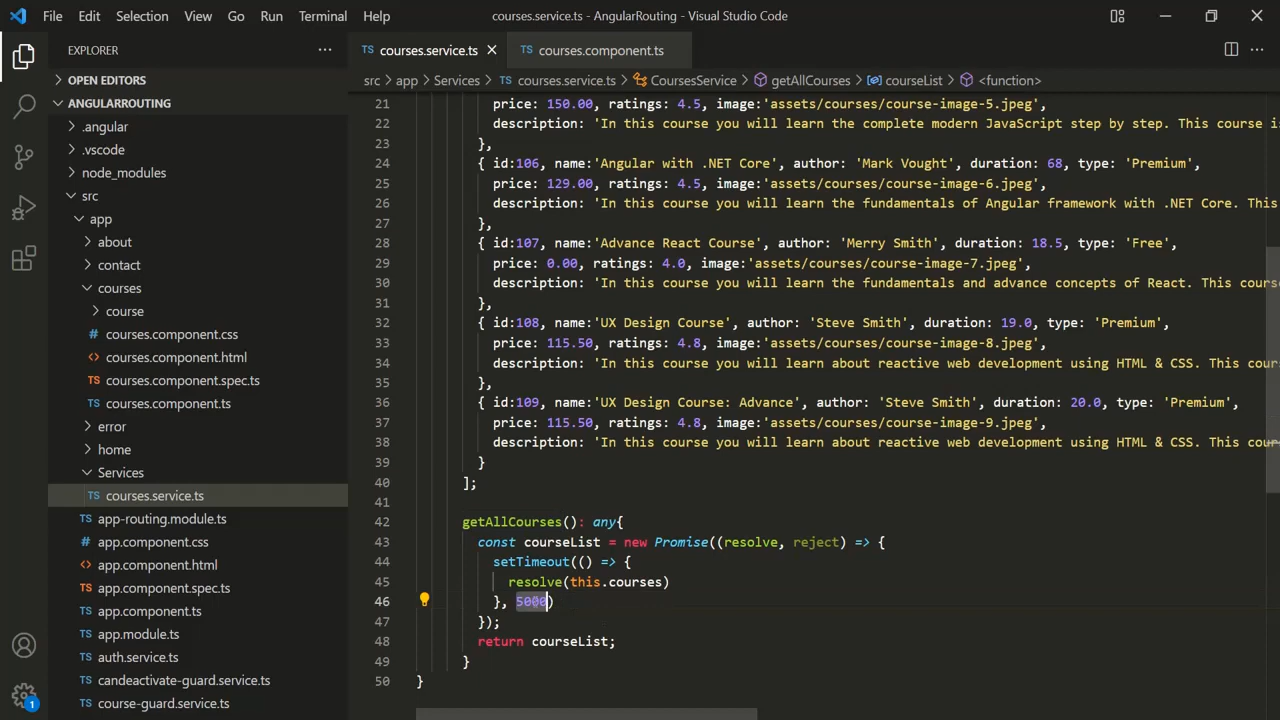 File Edit Selection View Go Run Terminal Help
courses.service.ts - AngularRouting - Visual Studio Code
EXPLORER
OPEN EDITORS
ANGULARROUTING
.angular
.vscode
node_modules
src
app
about
contact
courses
course
# courses.component.css
<> courses.component.html
TS courses.component.spec.ts
TS courses.component.ts
error
home
Services
TS courses.service.ts
TS app-routing.module.ts
# app.component.css
<> app.component.html
TS app.component.spec.ts
TS app.component.ts
TS app.module.ts
TS auth.service.ts
TS candeactivate-guard.service.ts
TS course-guard.service.ts
1
TS courses.service.ts
TS courses.component.ts
src > app > Services > TS courses.service.ts > CoursesService > getAllCourses > courseList > <function>
21 price: 150.00, ratings: 4.5, image:'assets/courses/course-image-5.jpeg',
22 description: 'In this course you will learn the complete modern JavaScript step by step. This course
23 },
24 { id:106, name:'Angular with .NET Core', author: 'Mark Vought', duration: 68, type: 'Premium',
25 price: 129.00, ratings: 4.5, image:'assets/courses/course-image-6.jpeg',
26 description: 'In this course you will learn the fundamentals of Angular framework with .NET Core. This
27 },
28 { id:107, name:'Advance React Course', author: 'Merry Smith', duration: 18.5, type: 'Free',
29 price: 0.00, ratings: 4.0, image:'assets/courses/course-image-7.jpeg',
30 description: 'In this course you will learn the fundamentals and advance concepts of React. This cours
31 },
32 { id:108, name:'UX Design Course', author: 'Steve Smith', duration: 19.0, type: 'Premium',
33 price: 115.50, ratings: 4.8, image:'assets/courses/course-image-8.jpeg',
34 description: 'In this course you will learn about reactive web development using HTML & CSS. This cour
35 },
36 { id:109, name:'UX Design Course: Advance', author: 'Steve Smith', duration: 20.0, type: 'Premium',
37 price: 115.50, ratings: 4.8, image:'assets/courses/course-image-9.jpeg',
38 description: 'In this course you will learn about reactive web development using HTML & CSS. This cour
39 }
40 ];
41
42 getAllCourses(): any{
43 const courseList = new Promise((resolve, reject) => {
44 setTimeout(() => {
45 resolve(this.courses)
46 }, 5000)
47 });
48 return courseList;
49 }
50 }